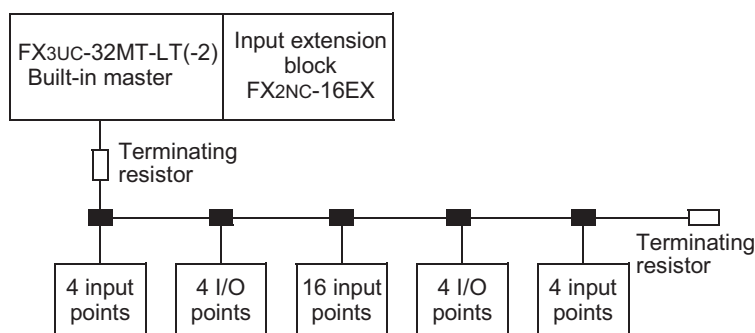 FX3UC-32MT-LT(-2)
Built-in master
Input extension
block
FX2NC-16EX
Terminating
resistor
Terminating
resistor
4 input
points
4 I/O
points
16 input
points
4 I/O
points
4 input
points